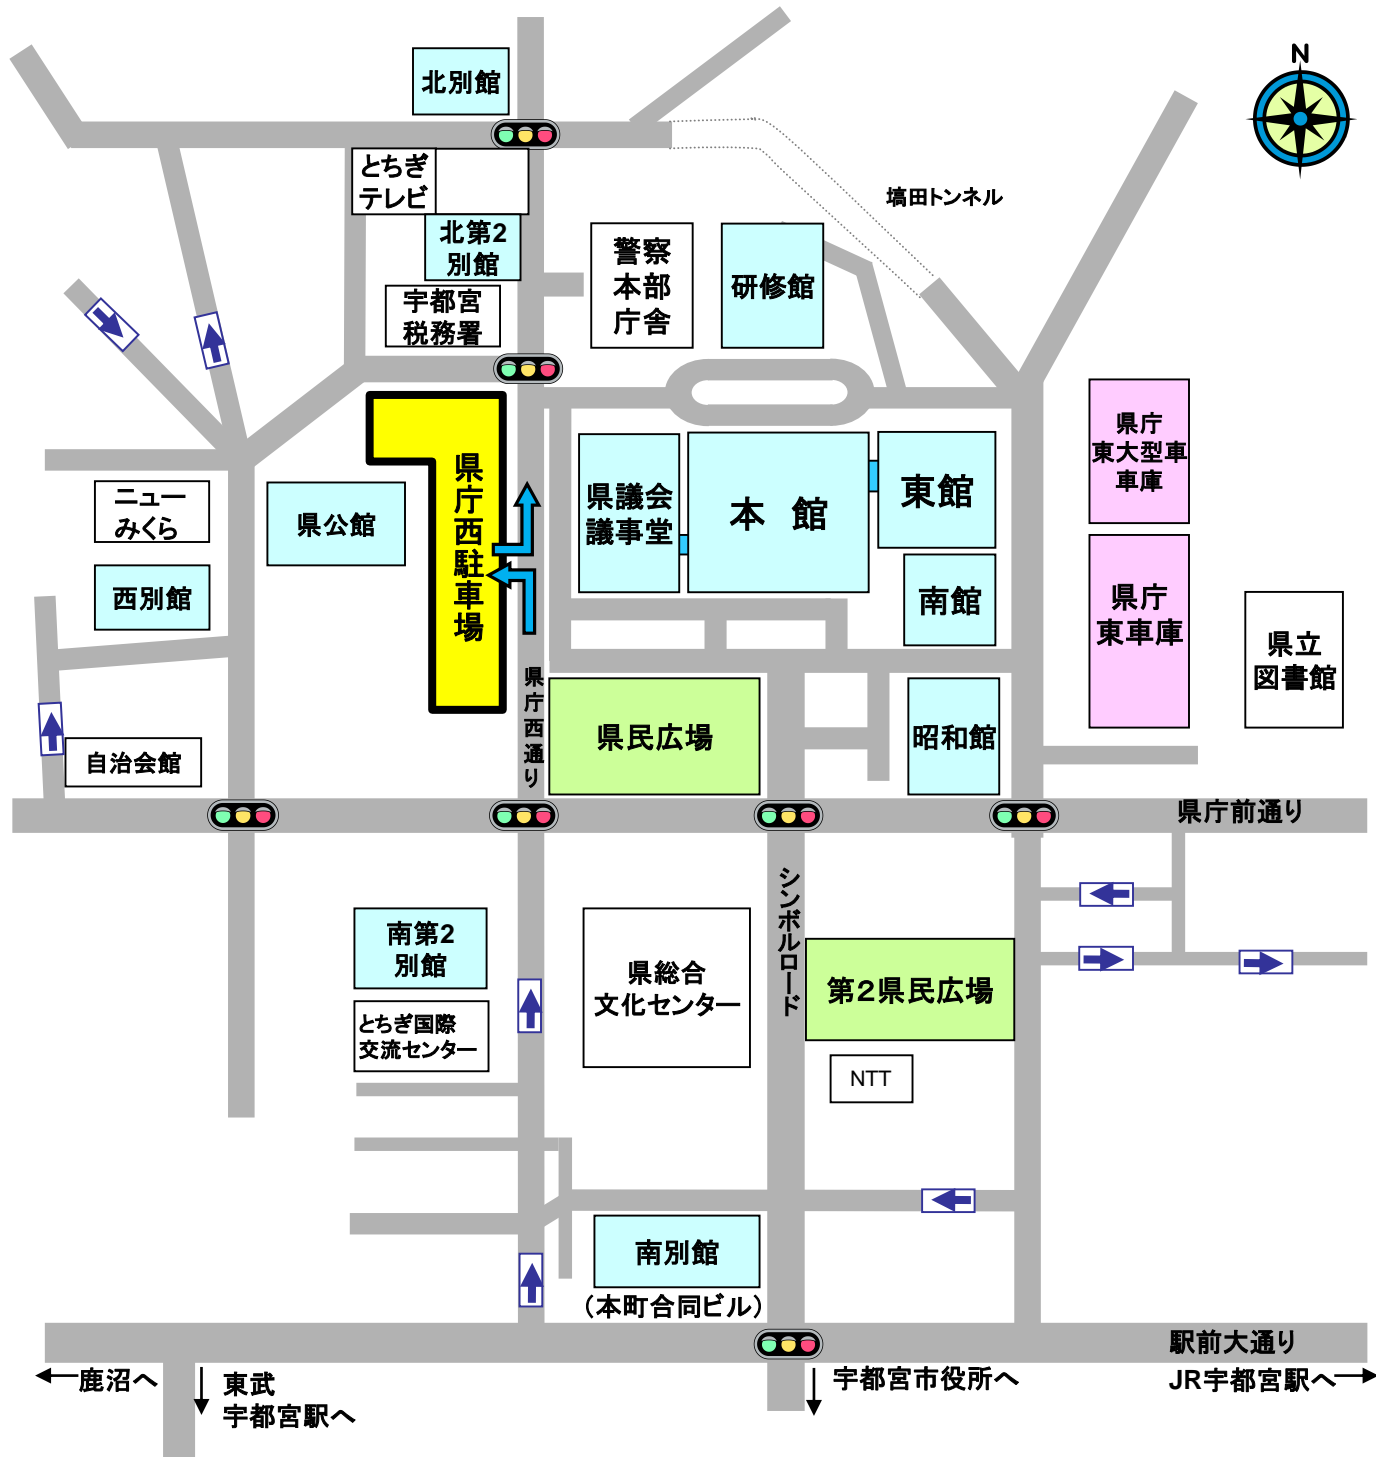 N
北別館
とちぎ
テレビ
塙田トンネル
北第2
別館
警察
本部
庁舎
研修館
宇都宮
税務署
県庁
東大型車
車庫
県庁西駐車場
県議会
議事堂
本 館
東館
ニュー
みくら
県公館
西別館
南館
県庁
東車庫
県立
図書館
県庁西通り
県民広場
昭和館
自治会館
県庁前通り
シンボルロード
南第2
別館
県総合
文化センター
第2県民広場
とちぎ国際
交流センター
NTT
南別館
(本町合同ビル)
駅前大通り
鹿沼へ
東武
宇都宮駅へ
宇都宮市役所へ
JR宇都宮駅へ